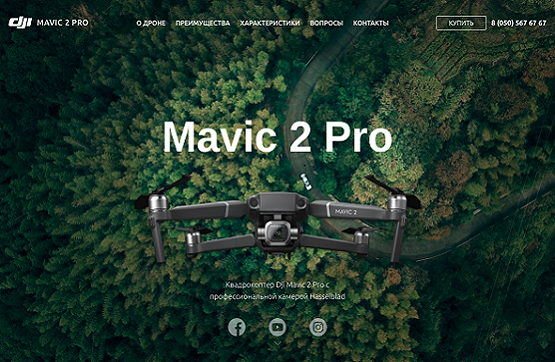 dji MAVIC 2 PRO
О ДРОНЕ ПРЕИМУЩЕСТВА ХАРАКТЕРИСТИКИ ВОПРОСЫ КОНТАКТЫ
КУПИТЬ 8 (050) 567 67 67
Mavic 2 Pro
MAVIC 2
Квадрокоптер Dji Mavic 2 Pro с
профессиональной камерой Hasselblad